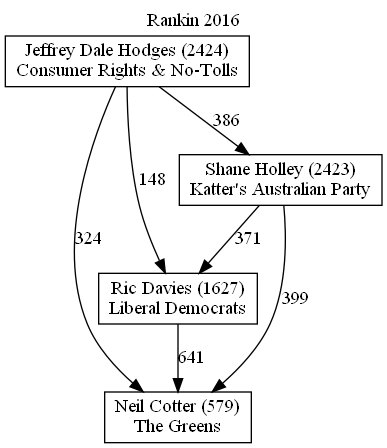 Rankin 2016
Jeffrey Dale Hodges (2424)
Consumer Rights & No-Tolls
386
Shane Holley (2423)
Katter's Australian Party
148
324
371
Ric Davies (1627)
Liberal Democrats
399
641
Neil Cotter (579)
The Greens